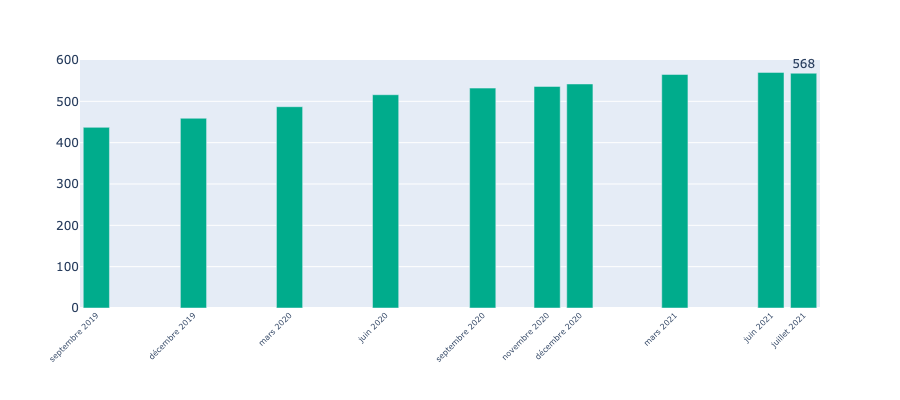 600
568
500
400
300
200
100
0
septembre 2019
décembre 2019
mars 2020
juin 2020
septembre 2020
novembre 2020
décembre 2020
mars 2021
juin 2021
juillet 2021